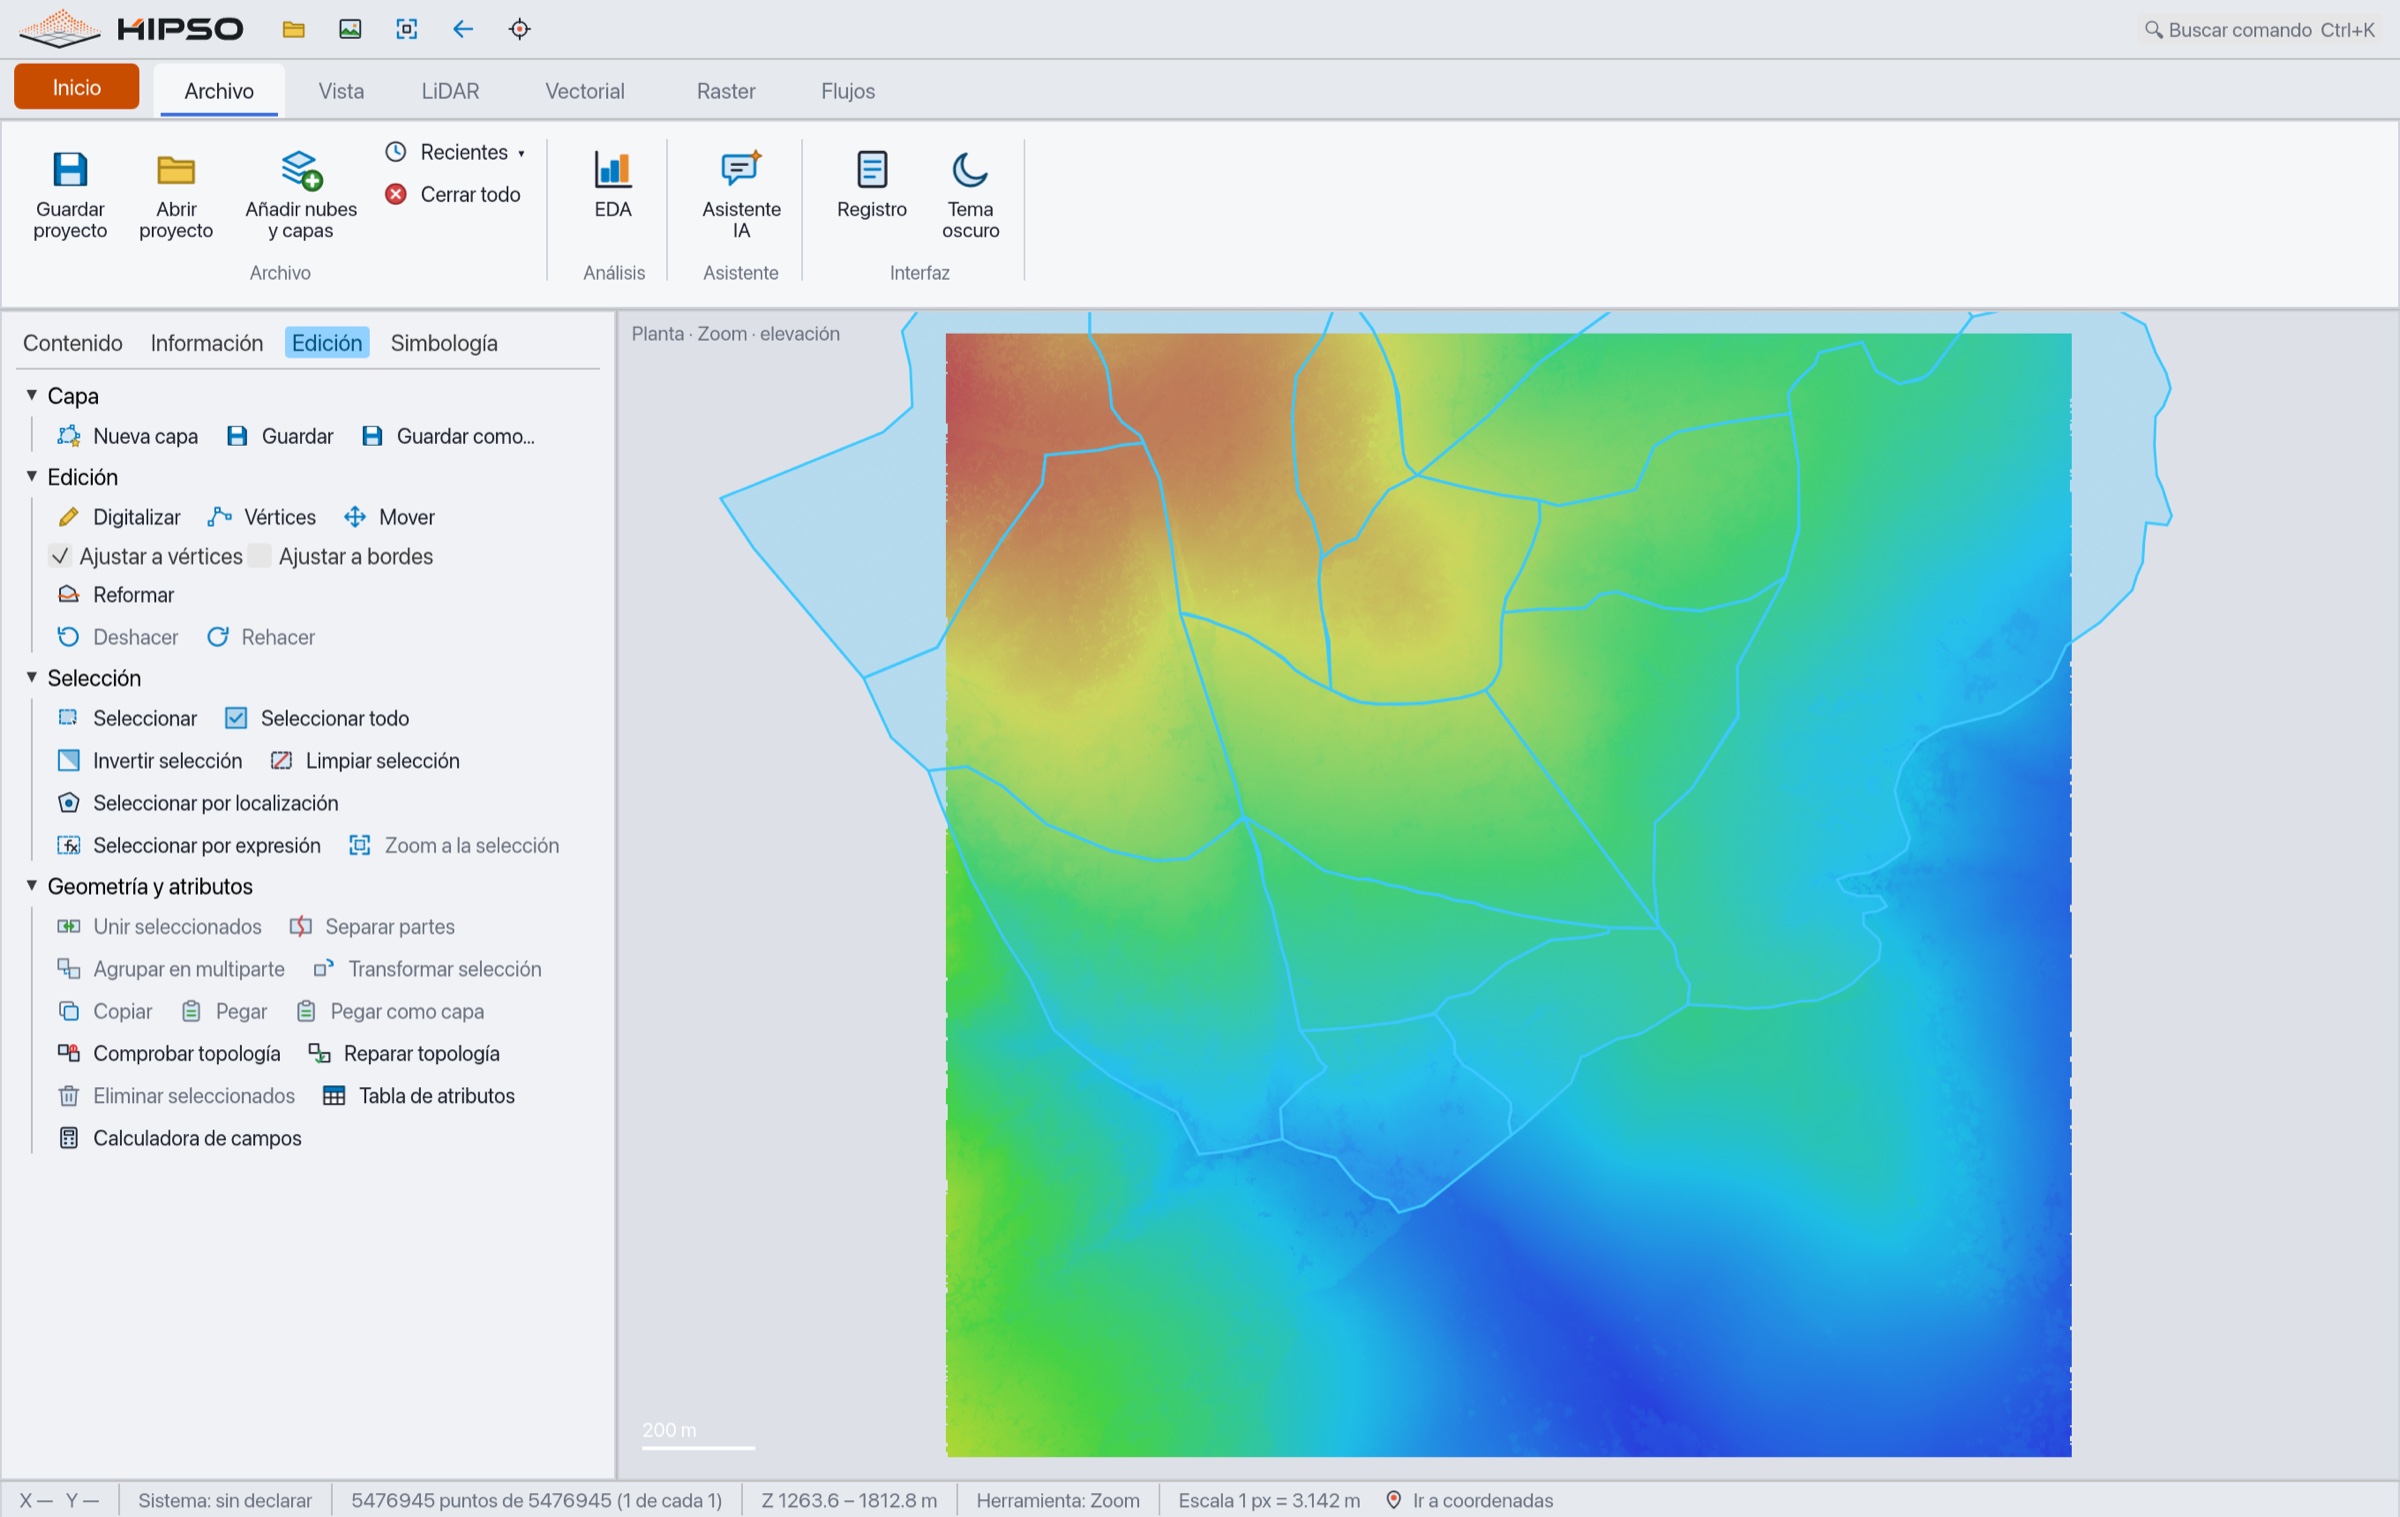 HIPSO
Buscar comando Ctrl+K
Inicio Archivo Vista LiDAR Vectorial Raster Flujos
Guardar proyecto
Abrir proyecto
Añadir nubes y capas
Recientes
Cerrar todo
Archivo
EDA
Análisis
Asistente IA
Asistente
Registro
Tema oscuro
Interfaz
Contenido Información Edición Simbología
Capa
Nueva capa Guardar Guardar como...
Edición
Digitalizar Vértices Mover
Ajustar a vértices Ajustar a bordes
Reformar
Deshacer Rehacer
Selección
Seleccionar Seleccionar todo
Invertir selección Limpiar selección
Seleccionar por localización
fx Seleccionar por expresión Zoom a la selección
Geometría y atributos
Unir seleccionados Separar partes
Agrupar en multiparte Transformar selección
Copiar Pegar Pegar como capa
Comprobar topología Reparar topología
Eliminar seleccionados Tabla de atributos
Calculadora de campos
Planta · Zoom · elevación
200 m
X — Y — Sistema: sin declarar 5476945 puntos de 5476945 (1 de cada 1) Z 1263.6 – 1812.8 m Herramienta: Zoom Escala 1 px = 3.142 m Ir a coordenadas